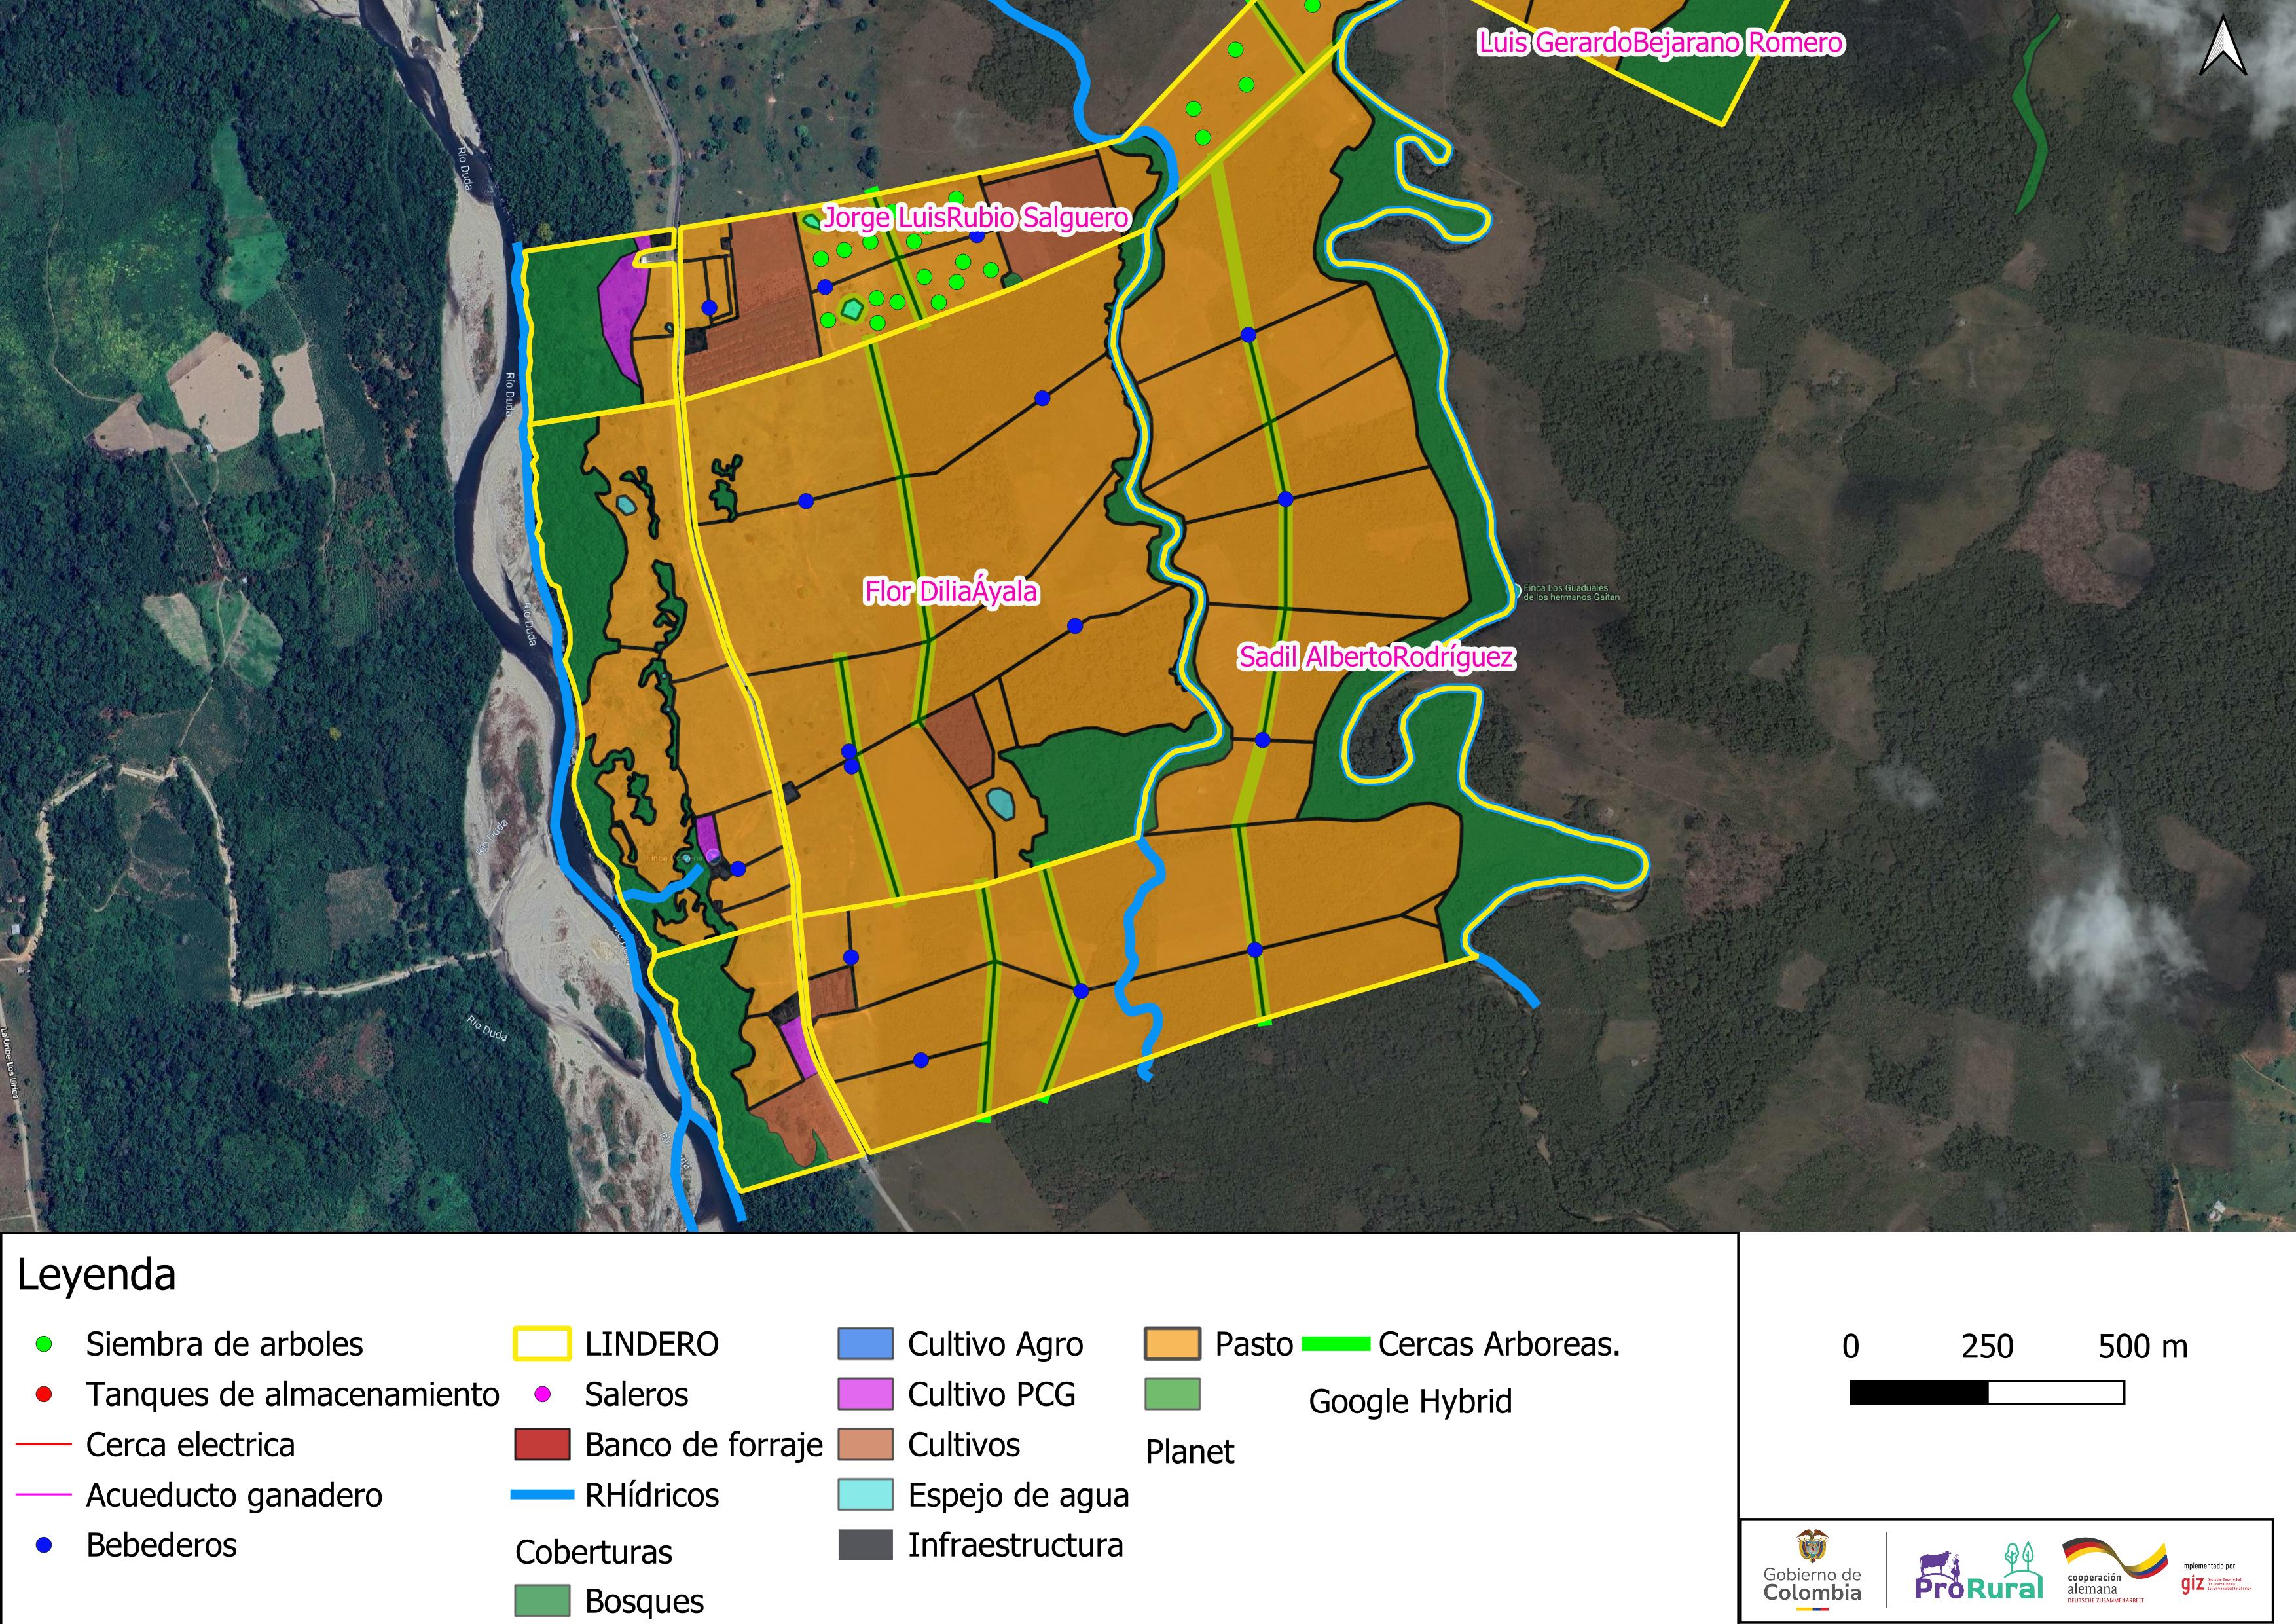 Luis GerardoBejarano Romero
Río Duda
Jorge LuisRubio Salguero
Río Duda
Flor DiliaÁyala
Finca Los Guaduales
de los hermanos Gaitan
Río Duda
Sadil AlbertoRodríguez
Río Duda
Finca
Río Duda
La Uribe-Los Lirios
Leyenda
Siembra de arboles
Tanques de almacenamiento
Cerca electrica
Acueducto ganadero
Bebederos
LINDERO
Saleros
Banco de forraje
RHídricos
Coberturas
Bosques
Cultivo Agro
Cultivo PCG
Cultivos
Espejo de agua
Infraestructura
Pasto
Planet
Cercas Arboreas.
Google Hybrid
0 250 500 m
Gobierno de
Colombia
ProRural
cooperación
alemana
DEUTSCHE ZUSAMMENARBEIT
Implementado por
giz